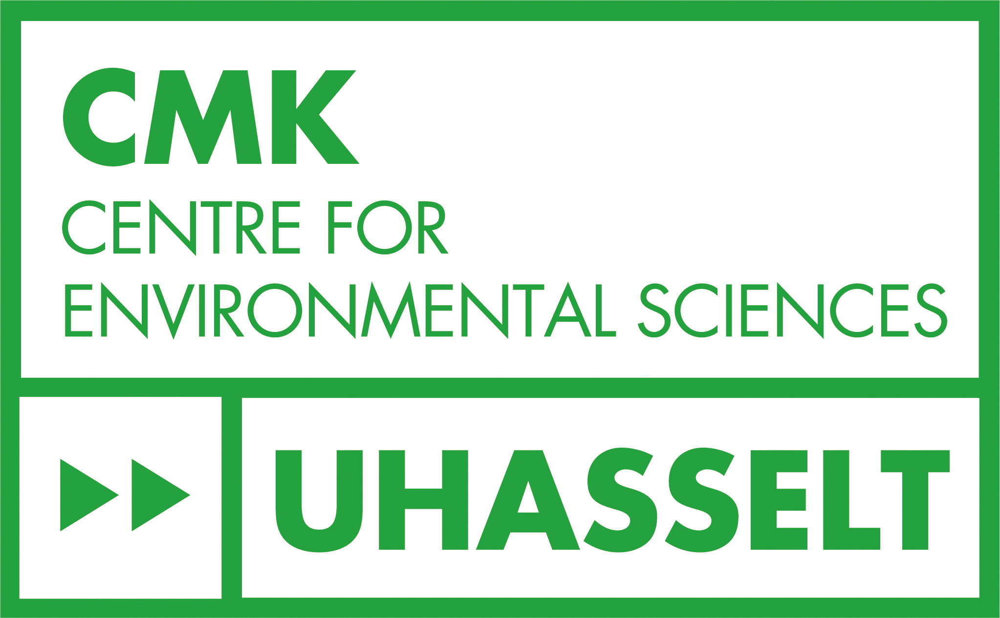 CMK
CENTRE FOR
ENVIRONMENTAL SCIENCES
UHASSELT